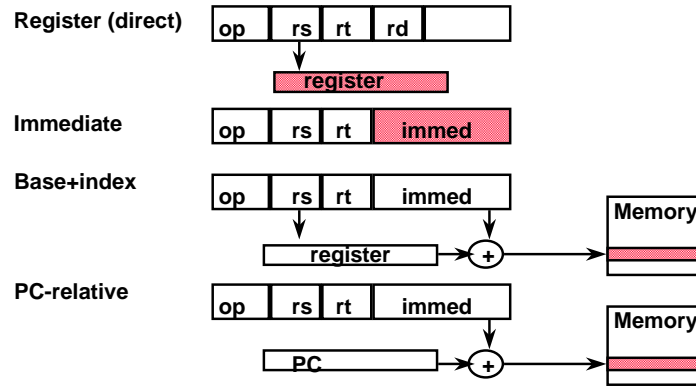 Register (direct)
op rs rt rd
register
Immediate
op rs rt immed
Base+index
op rs rt immed
Memory
register +
PC-relative
op rs rt immed
Memory
PC +